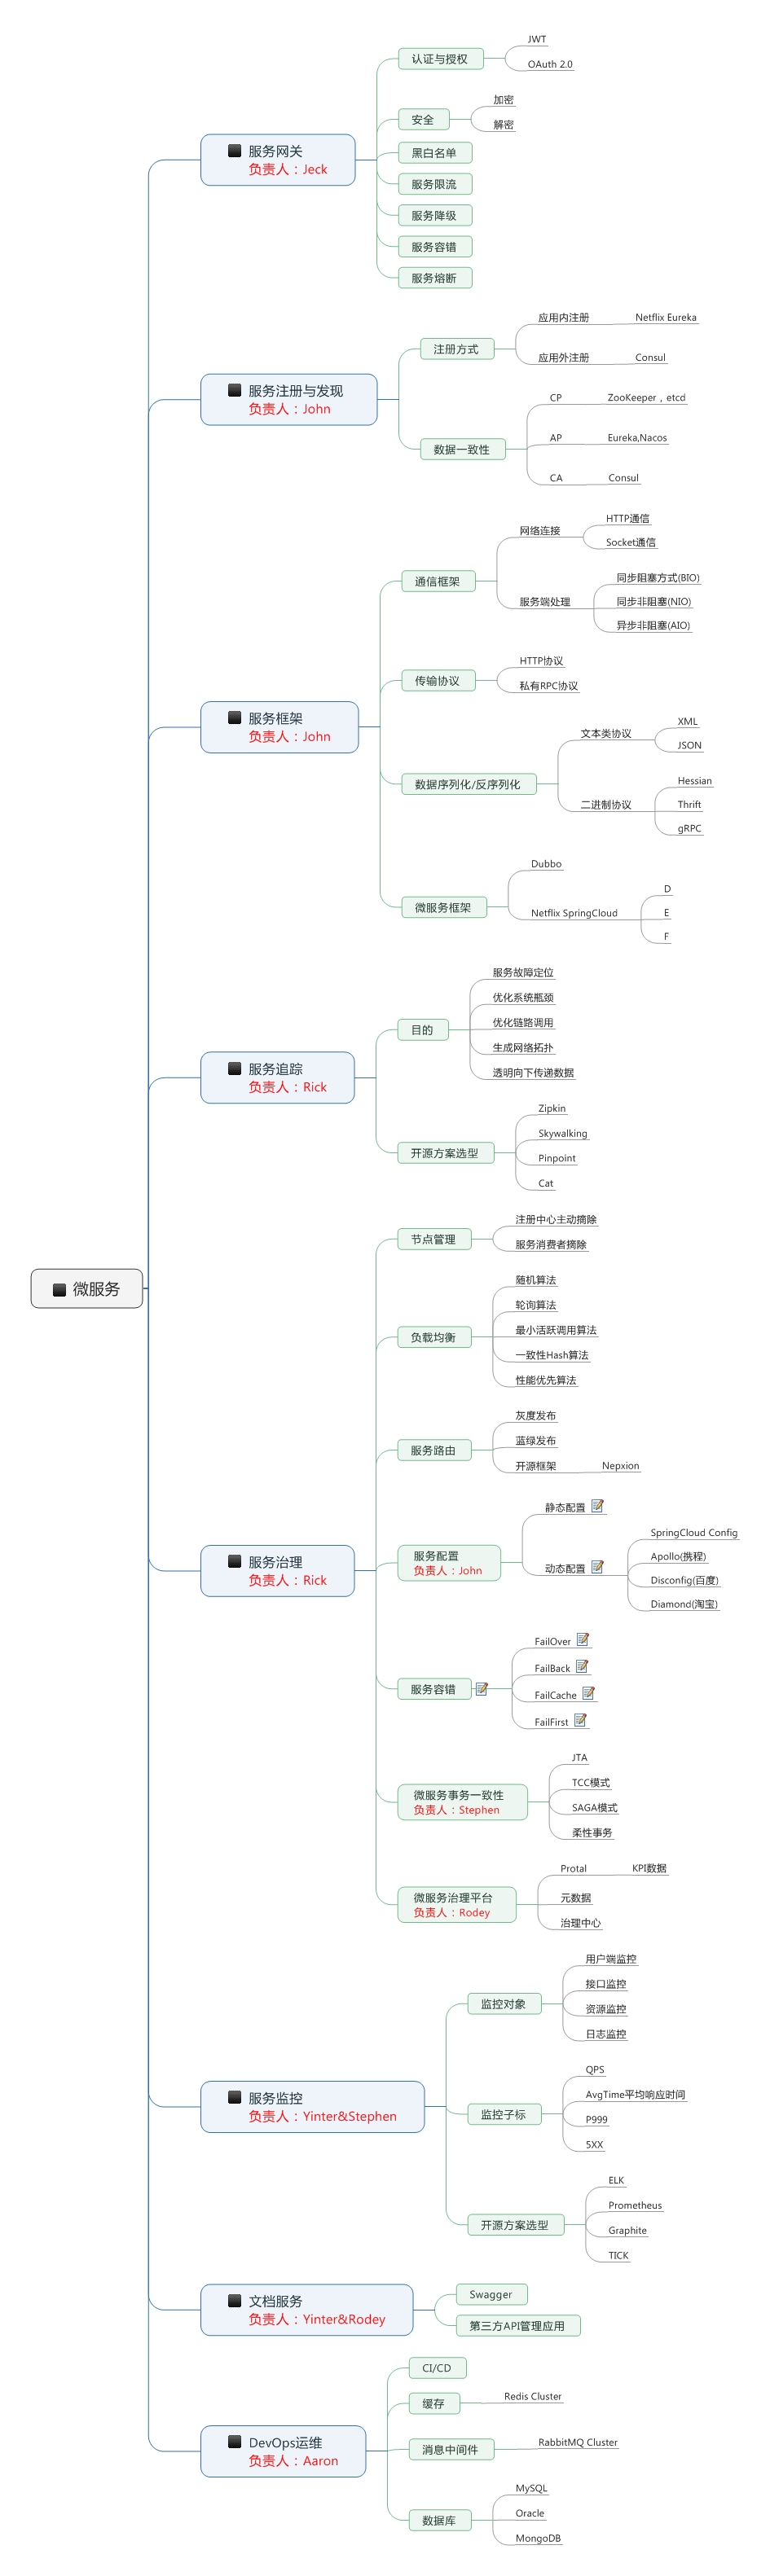 微服务
服务网关
负责人：Jeck
认证与授权
JWT
OAuth 2.0
安全
加密
解密
黑白名单
服务限流
服务降级
服务容错
服务熔断
服务注册与发现
负责人：John
注册方式
应用内注册
Netflix Eureka
应用外注册
Consul
数据一致性
CP
ZooKeeper，etcd
AP
Eureka,Nacos
CA
Consul
服务框架
负责人：John
通信框架
网络连接
HTTP通信
Socket通信
服务端处理
同步阻塞方式(BIO)
同步非阻塞(NIO)
异步非阻塞(AIO)
传输协议
HTTP协议
私有RPC协议
数据序列化/反序列化
文本类协议
XML
JSON
二进制协议
Hessian
Thrift
gRPC
微服务框架
Dubbo
Netflix SpringCloud
D
E
F
服务追踪
负责人：Rick
目的
服务故障定位
优化系统瓶颈
优化链路调用
生成网络拓扑
透明向下传递数据
开源方案选型
Zipkin
Skywalking
Pinpoint
Cat
服务治理
负责人：Rick
节点管理
注册中心主动摘除
服务消费者摘除
负载均衡
随机算法
轮询算法
最小活跃调用算法
一致性Hash算法
性能优先算法
服务路由
灰度发布
蓝绿发布
开源框架
Nepxion
服务配置
负责人：John
静态配置
动态配置
SpringCloud Config
Apollo(携程)
Disconfig(百度)
Diamond(淘宝)
服务容错
FailOver
FailBack
FailCache
FailFirst
微服务事务一致性
负责人：Stephen
JTA
TCC模式
SAGA模式
柔性事务
微服务治理平台
负责人：Rodey
Protal
KPI数据
元数据
治理中心
服务监控
负责人：Yinter&Stephen
监控对象
用户端监控
接口监控
资源监控
日志监控
监控子标
QPS
AvgTime平均响应时间
P999
5XX
开源方案选型
ELK
Prometheus
Graphite
TICK
文档服务
负责人：Yinter&Rodey
Swagger
第三方API管理应用
DevOps运维
负责人：Aaron
CI/CD
缓存
Redis Cluster
消息中间件
RabbitMQ Cluster
数据库
MySQL
Oracle
MongoDB